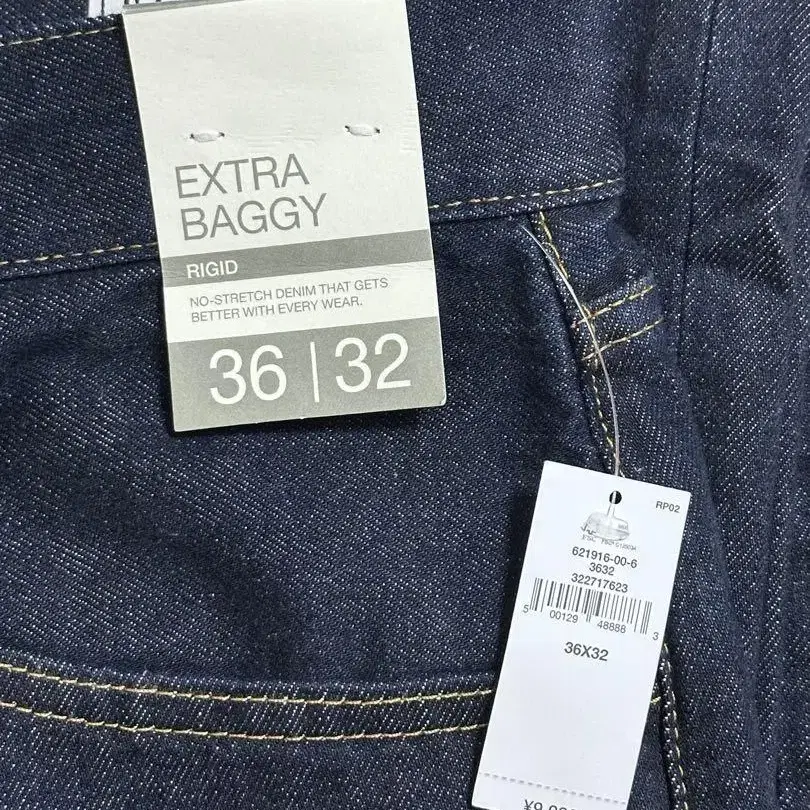 EXTRA
BAGGY
RIGID
NO-STRETCH DENIM THAT GETS
BETTER WITH EVERY WEAR.
36 | 32
RP02
621916-00-6
3632
322717623
5 00129 48888 3
36X32